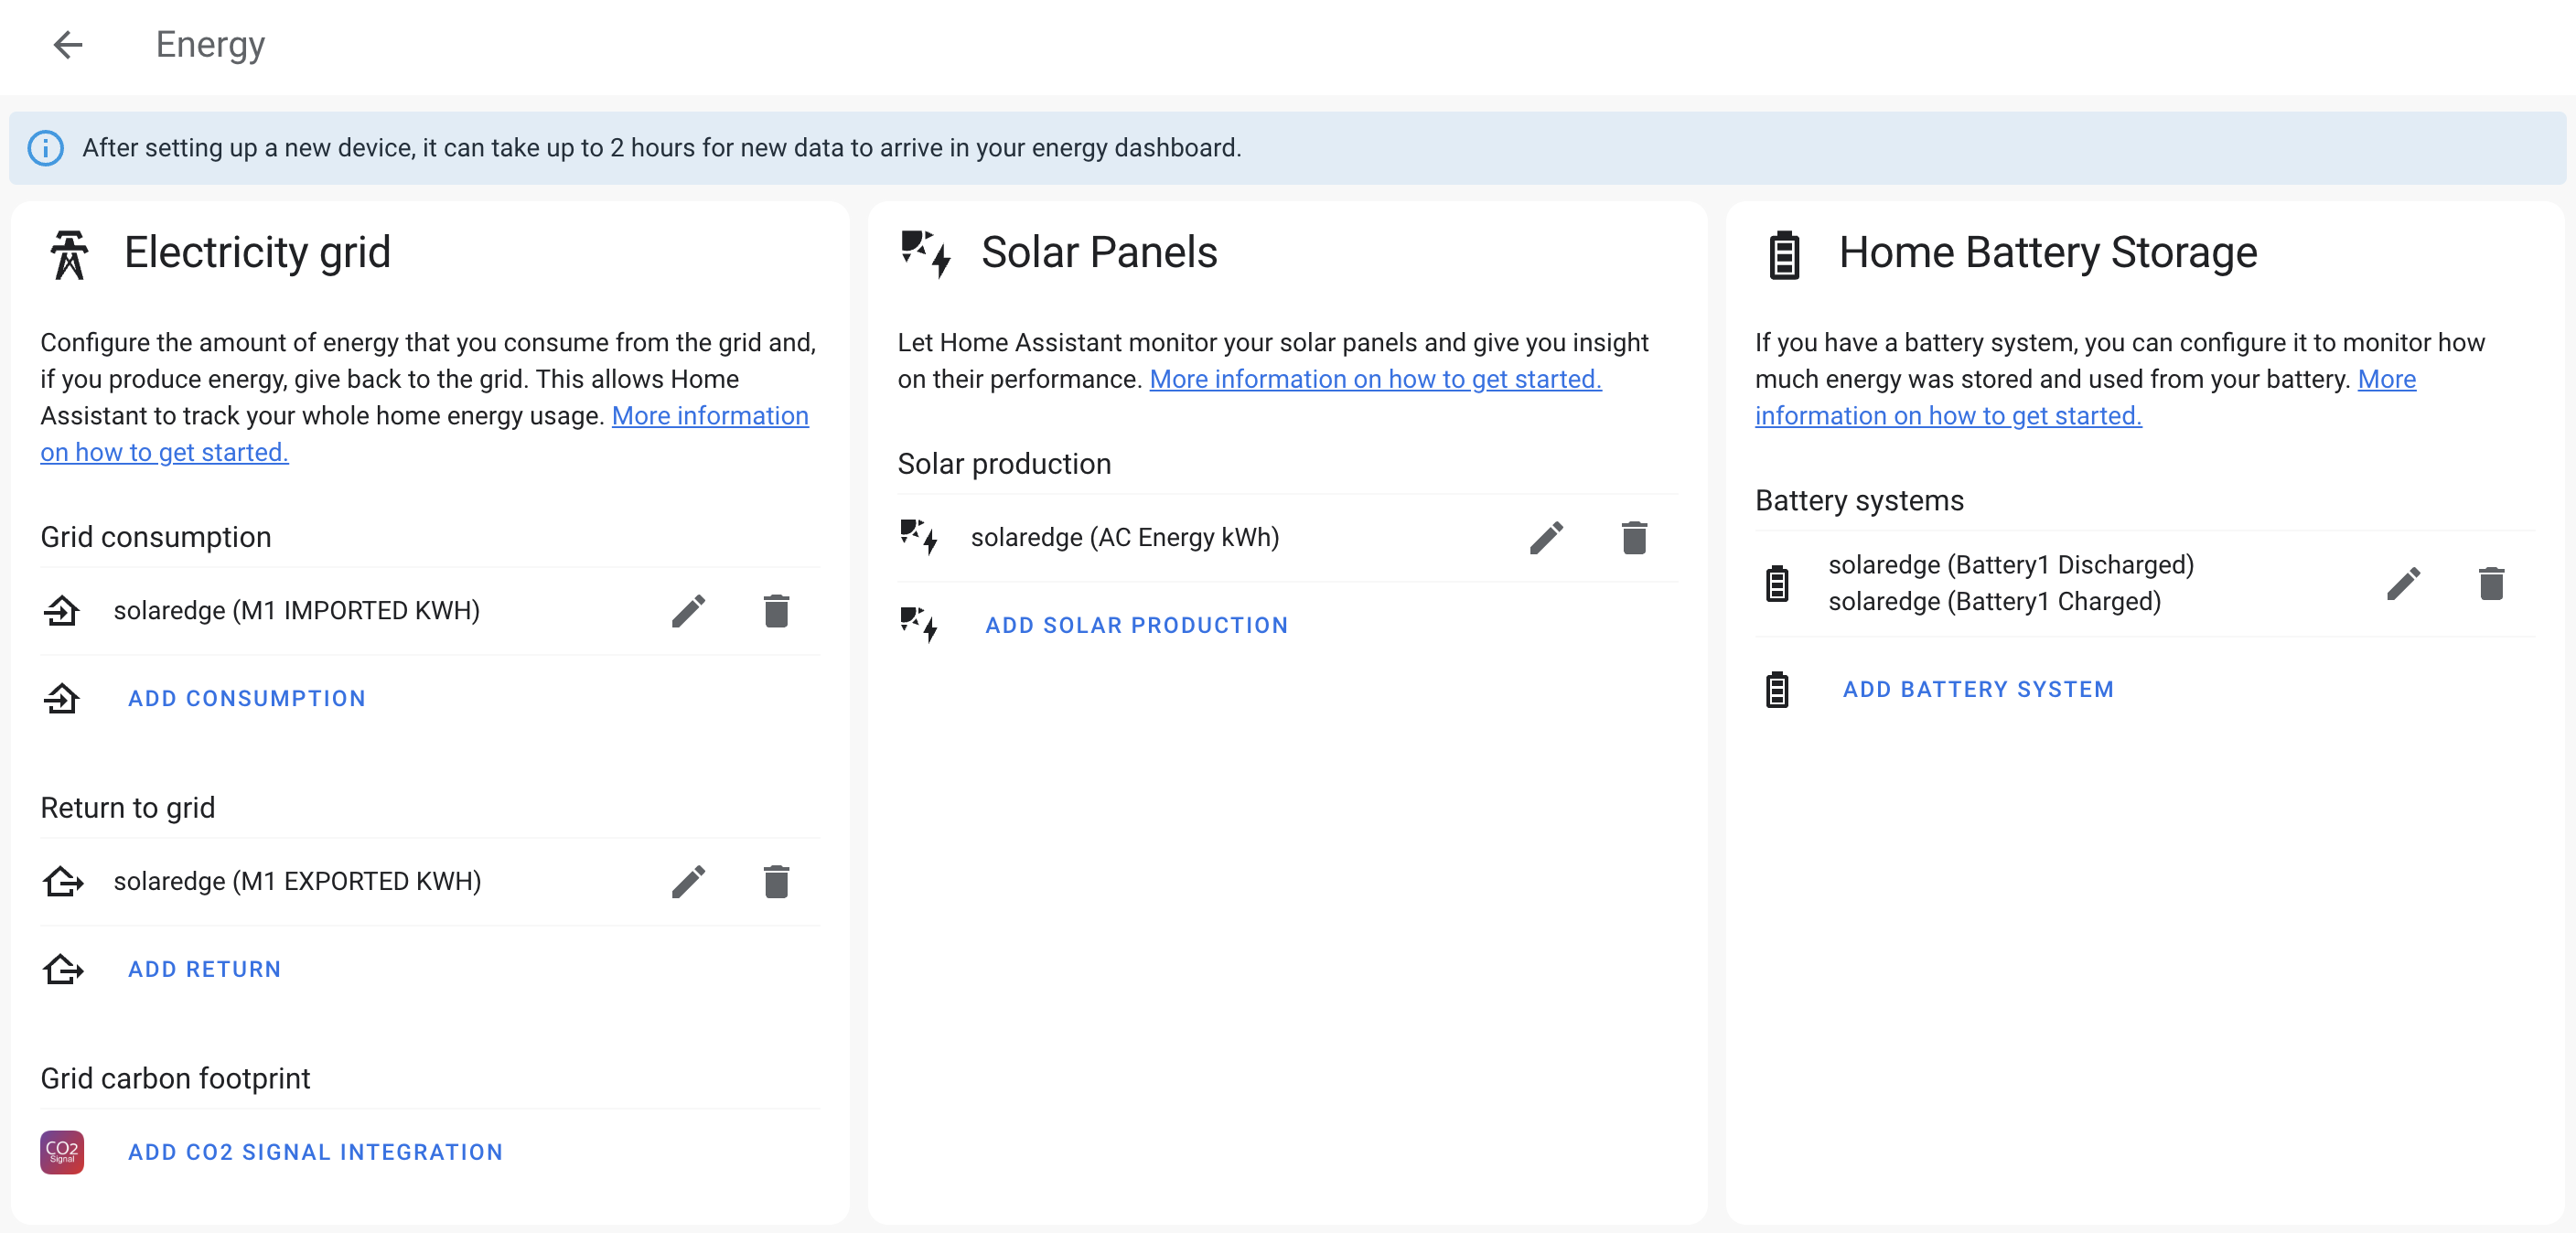 Energy
After setting up a new device, it can take up to 2 hours for new data to arrive in your energy dashboard.
Electricity grid
Configure the amount of energy that you consume from the grid and,
if you produce energy, give back to the grid. This allows Home
Assistant to track your whole home energy usage. More information
on how to get started.
Grid consumption
solaredge (M1 IMPORTED KWH)
ADD CONSUMPTION
Return to grid
solaredge (M1 EXPORTED KWH)
ADD RETURN
Grid carbon footprint
CO2
Signal
ADD CO2 SIGNAL INTEGRATION
Solar Panels
Let Home Assistant monitor your solar panels and give you insight
on their performance. More information on how to get started.
Solar production
solaredge (AC Energy kWh)
ADD SOLAR PRODUCTION
Home Battery Storage
If you have a battery system, you can configure it to monitor how
much energy was stored and used from your battery. More
information on how to get started.
Battery systems
solaredge (Battery1 Discharged)
solaredge (Battery1 Charged)
ADD BATTERY SYSTEM